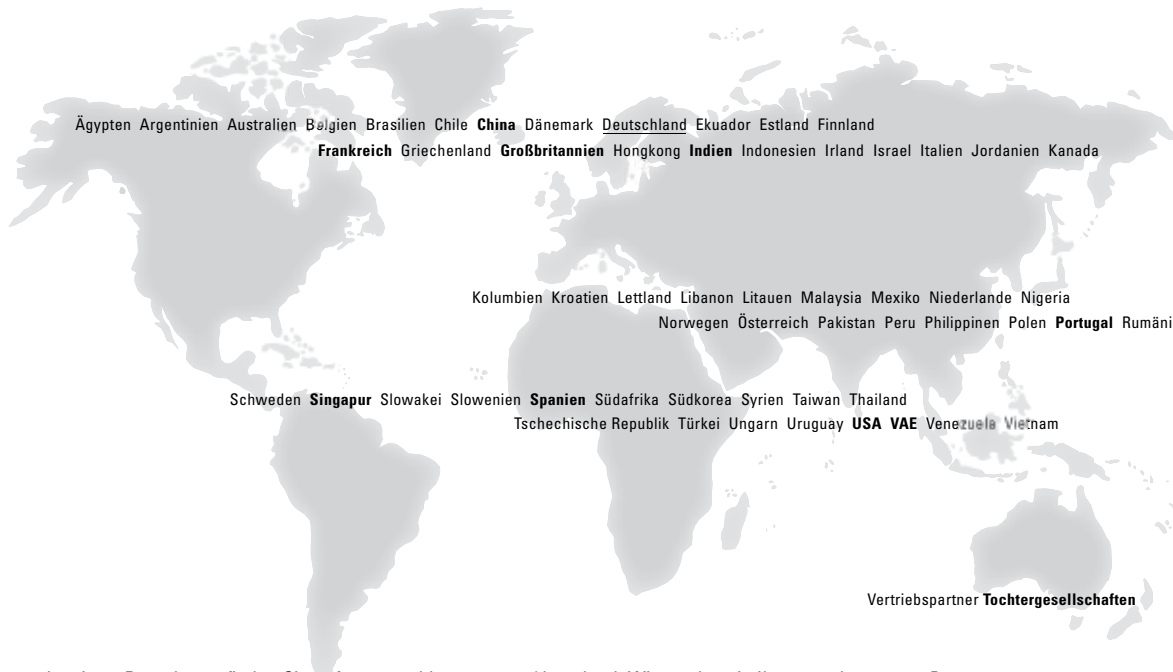 Ägypten Argentinien Australien Belgien Brasilien Chile China Dänemark Deutschland Ekuador Estland Finnland
Frankreich Griechenland Großbritannien Hongkong Indien Indonesien Irland Israel Italien Jordanien Kanada
Kolumbien Kroatien Lettland Libanon Litauen Malaysia Mexiko Niederlande Nigeria
Norwegen Österreich Pakistan Peru Philippinen Polen Portugal Rumäni
Schweden Singapur Slowakei Slowenien Spanien Südafrika Südkorea Syrien Taiwan Thailand
Tschechische Republik Türkei Ungarn Uruguay USA VAE Venezuela Vietnam
Vertriebspartner Tochtergesellschaften